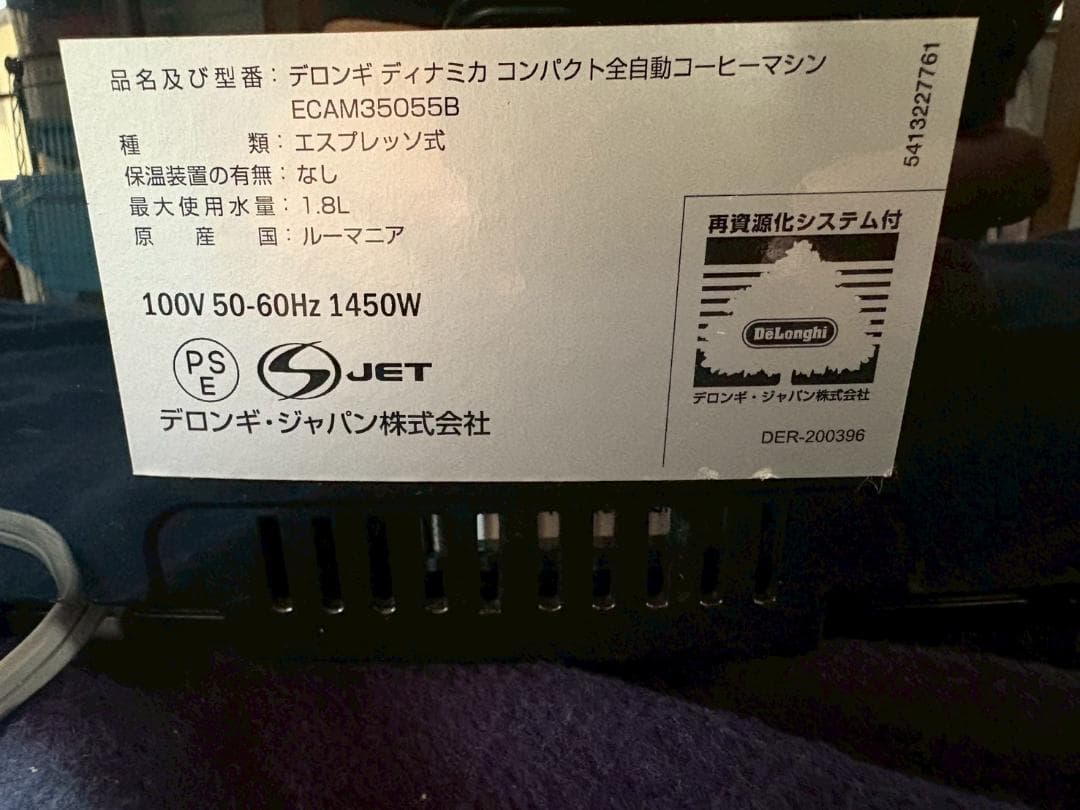 品名及び型番：デロンギ ディナミカ コンパクト全自動コーヒーマシン
ECAM35055B
種類：エスプレッソ式
保温装置の有無：なし
最大使用水量：1.8L
原産国：ルーマニア
100V 50-60Hz 1450W
PS E
S JET
デロンギ・ジャパン株式会社
5413227761
再資源化システム付
DeLonghi
デロンギ・ジャパン株式会社
DER-200396